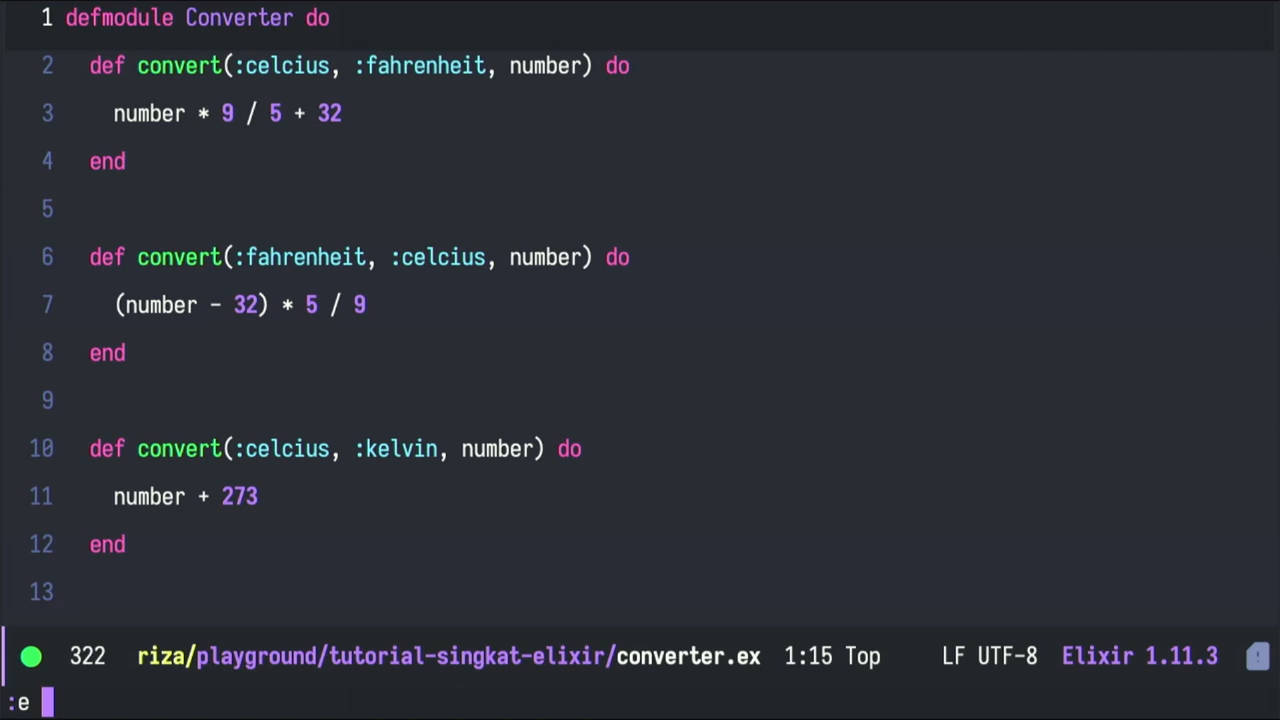 1 defmodule Converter do
2 def convert(:celcius, :fahrenheit, number) do
3 number * 9 / 5 + 32
4 end
5
6 def convert(:fahrenheit, :celcius, number) do
7 (number - 32) * 5 / 9
8 end
9
10 def convert(:celcius, :kelvin, number) do
11 number + 273
12 end
13
322 riza/playground/tutorial-singkat-elixir/converter.ex 1:15 Top LF UTF-8 Elixir 1.11.3
:e